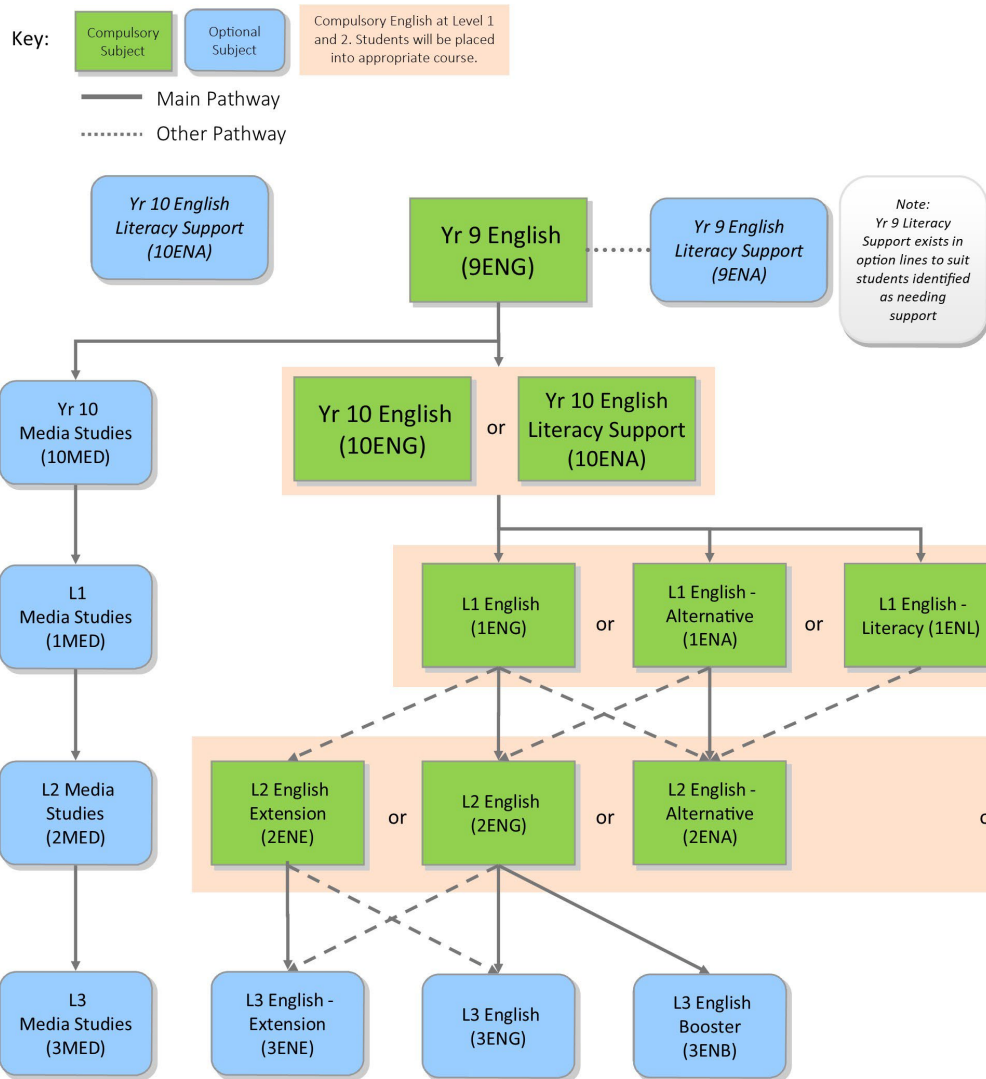 Key:
Compulsory
Subject
Optional
Subject
Compulsory English at Level 1
and 2. Students will be placed
into appropriate course.
Main Pathway
Other Pathway
Yr 10 English
Literacy Support
(10ENA)
Yr 9 English
(9ENG)
Yr 9 English
Literacy Support
(9ENA)
Note:
Yr 9 Literacy
Support exists in
option lines to suit
students identified
as needing
support
Yr 10
Media Studies
(10MED)
Yr 10 English
(10ENG)
or
Yr 10 English
Literacy Support
(10ENA)
L1
Media Studies
(1MED)
L1 English
(1ENG)
or
L1 English -
Alternative
(1ENA)
or
L1 English -
Literacy (1ENL)
L2 Media
Studies
(2MED)
L2 English
Extension
(2ENE)
or
L2 English
(2ENG)
or
L2 English -
Alternative
(2ENA)
L3
Media Studies
(3MED)
L3 English -
Extension
(3ENE)
L3 English
(3ENG)
L3 English
Booster
(3ENB)